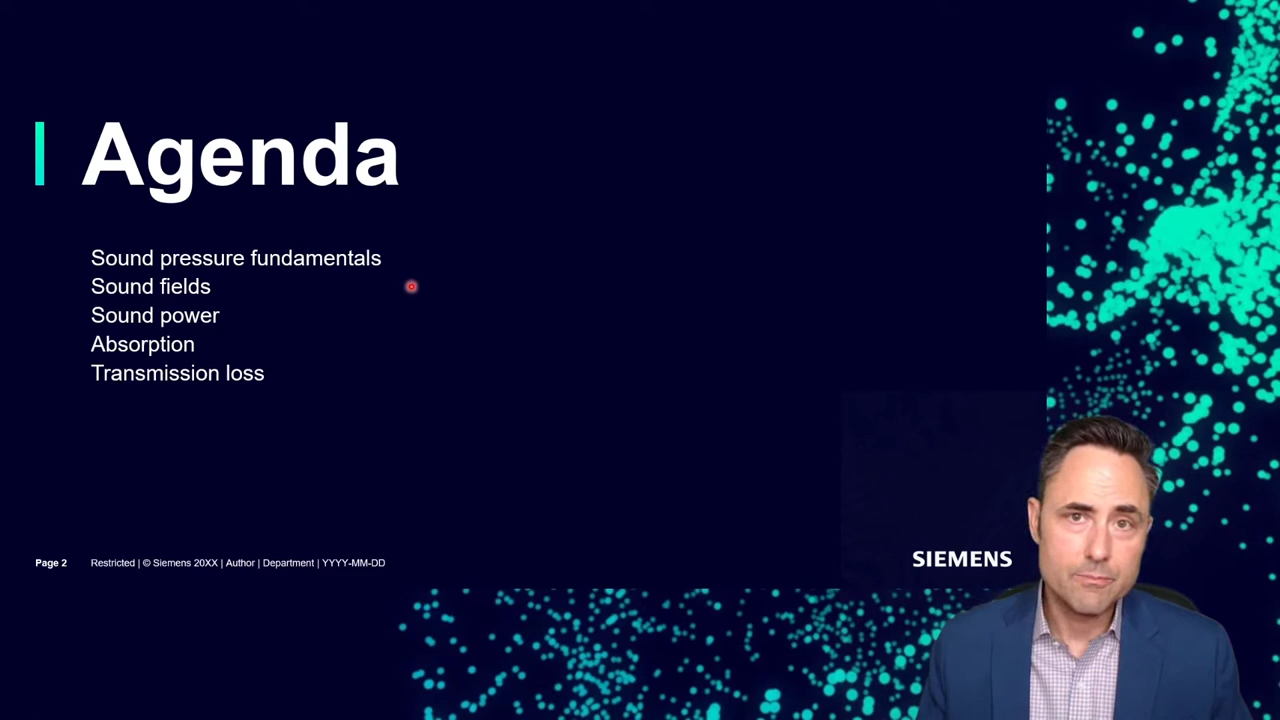 Agenda
Sound pressure fundamentals
Sound fields
Sound power
Absorption
Transmission loss
Page 2 Restricted | © Siemens 20XX | Author | Department | YYYY-MM-DD
SIEMENS